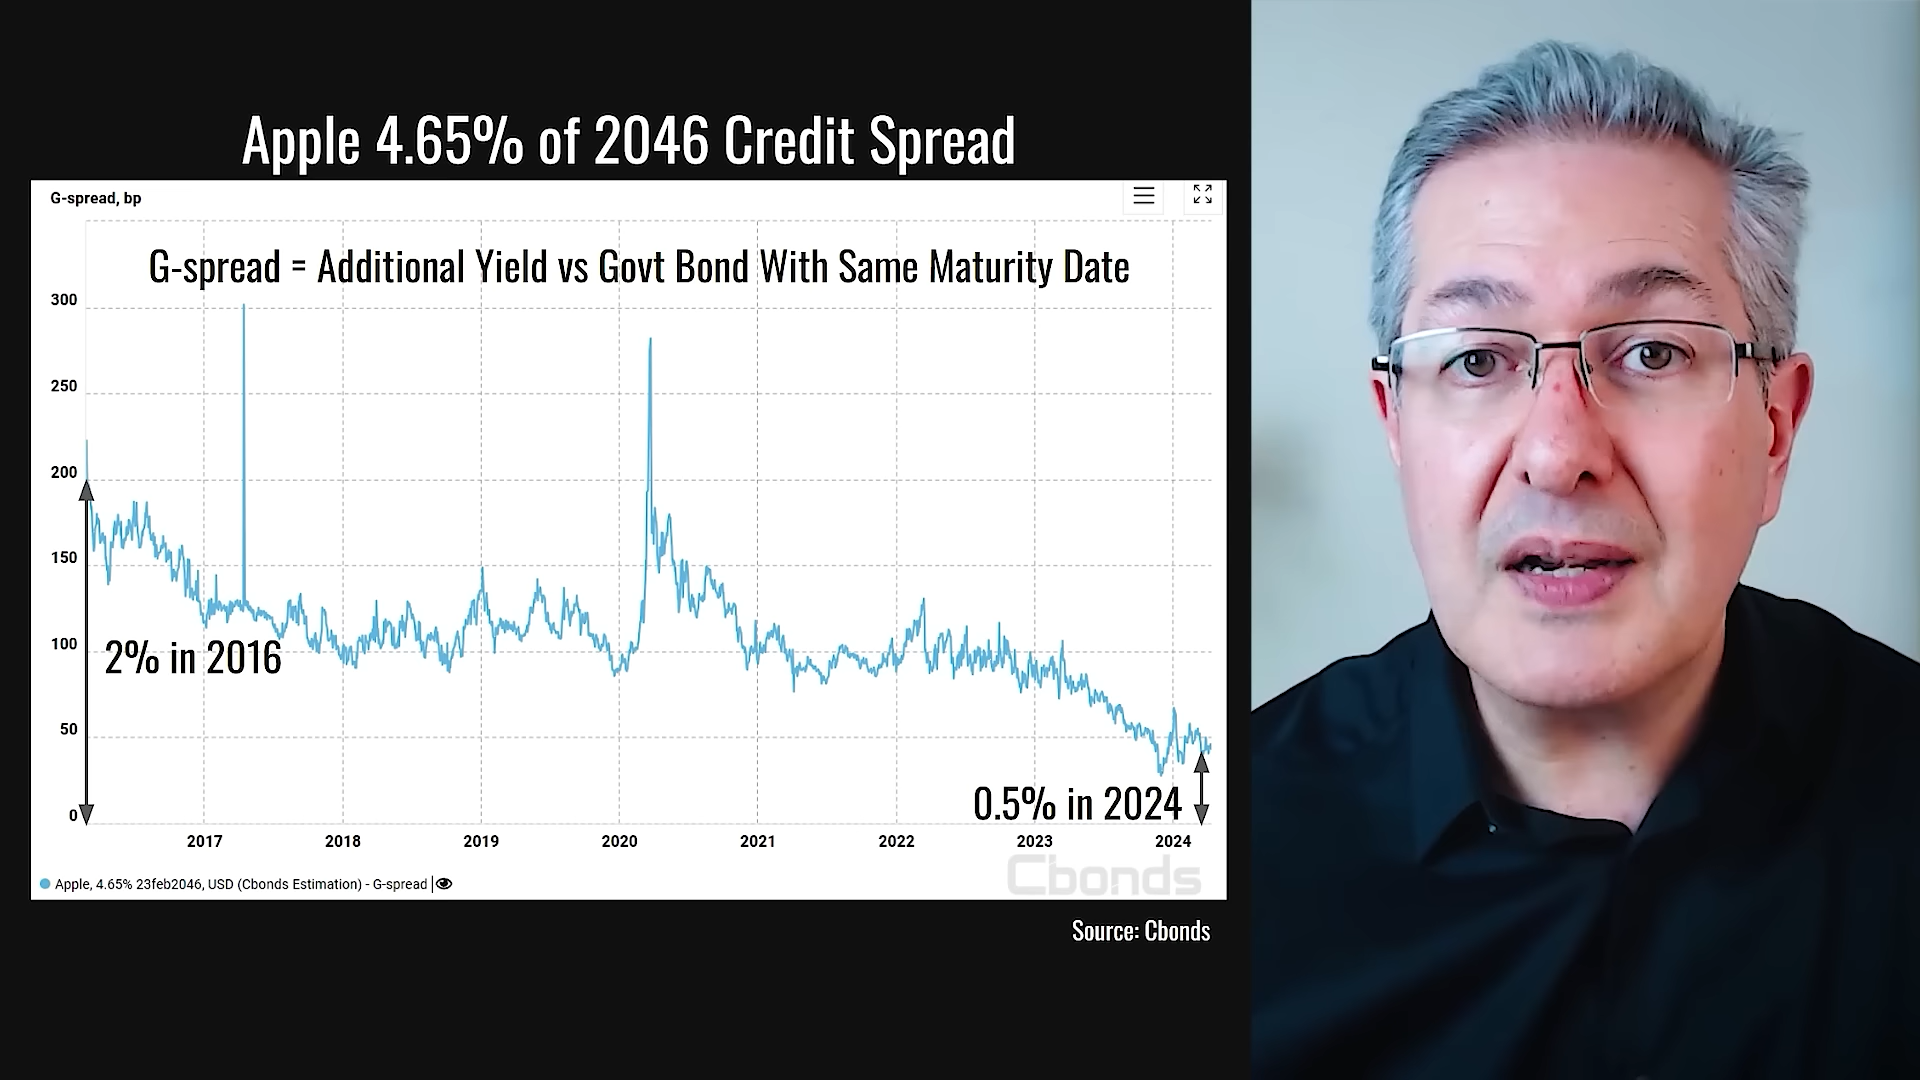 Apple 4.65% of 2046 Credit Spread
G-spread, bp
G-spread = Additional Yield vs Govt Bond With Same Maturity Date
300
250
200
150
100
50
0
2% in 2016
0.5% in 2024
2017 2018 2019 2020 2021 2022 2023 2024
Cbonds
Apple, 4.65% 23feb2046, USD (Cbonds Estimation) - G-spread
Source: Cbonds